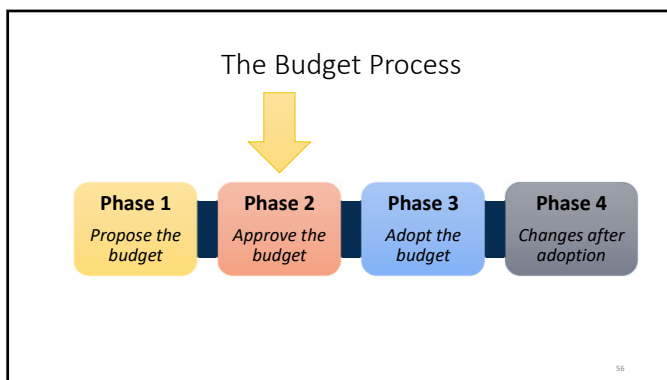 The Budget Process
Phase 1
Propose the
budget
Phase 2
Approve the
budget
Phase 3
Adopt the
budget
Phase 4
Changes after
adoption
56